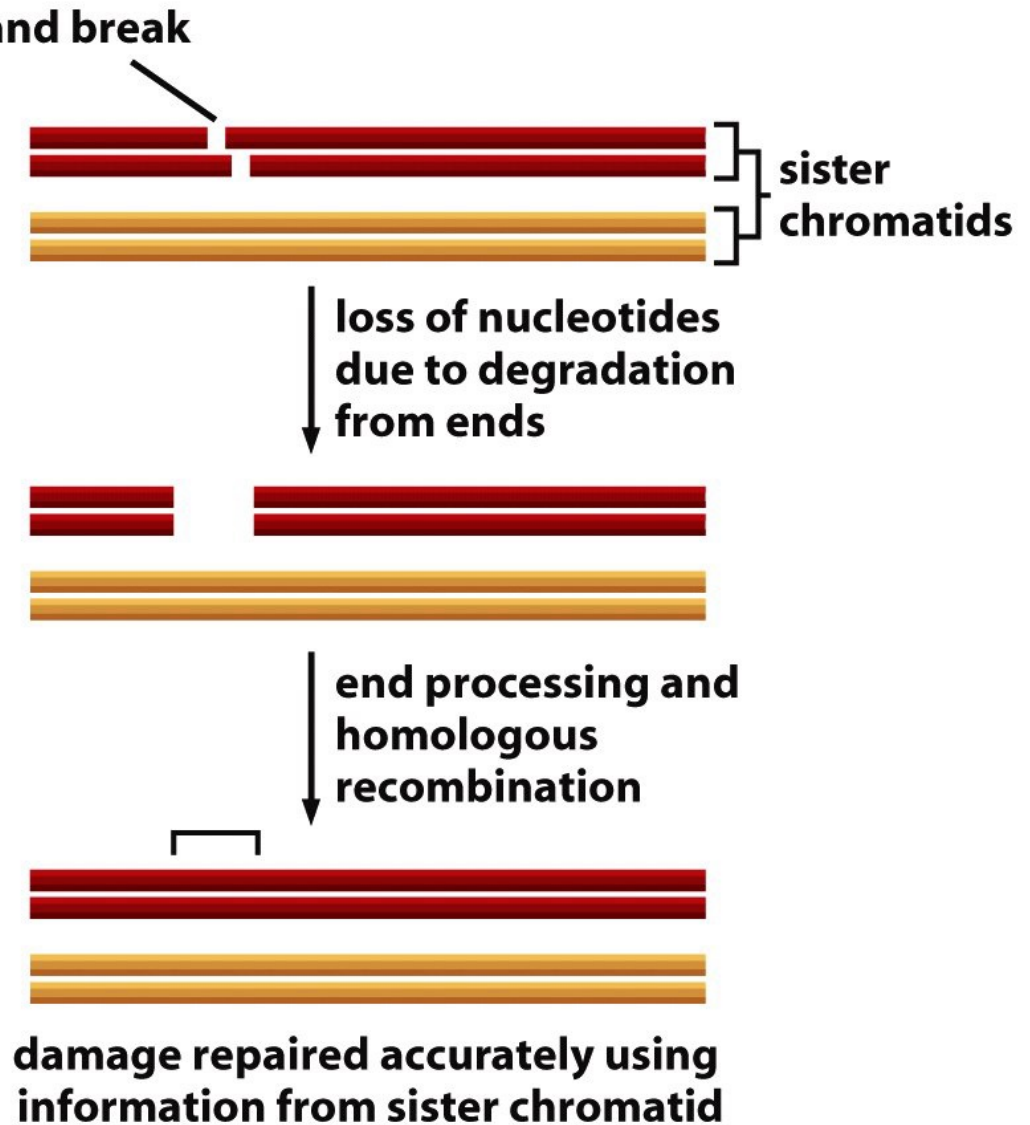 and break
sister
chromatids
loss of nucleotides
due to degradation
from ends
end processing and
homologous
recombination
damage repaired accurately using
information from sister chromatid